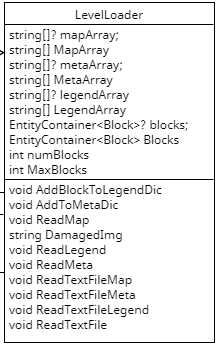 LevelLoader
string[]? mapArray;
string[] MapArray
string[]? metaArray;
string[] MetaArray
string[]? legendArray
string[] LegendArray
EntityContainer<Block>? blocks;
EntityContainer<Block> Blocks
int numBlocks
int MaxBlocks
void AddBlockToLegendDic
void AddToMetaDic
void ReadMap
string DamagedImg
void ReadLegend
void ReadMeta
void ReadTextFileMap
void ReadTextFileMeta
void ReadTextFileLegend
void ReadTextFile